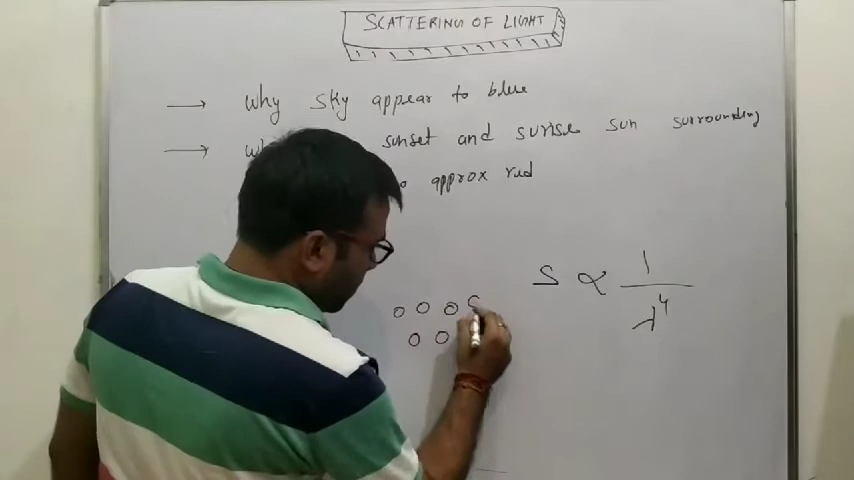 SCATTERING OF LIGHT
→ Why sky appear to blue
→ sunset and sunrise sun surrounding
approx red
S ∝ 1/λ⁴